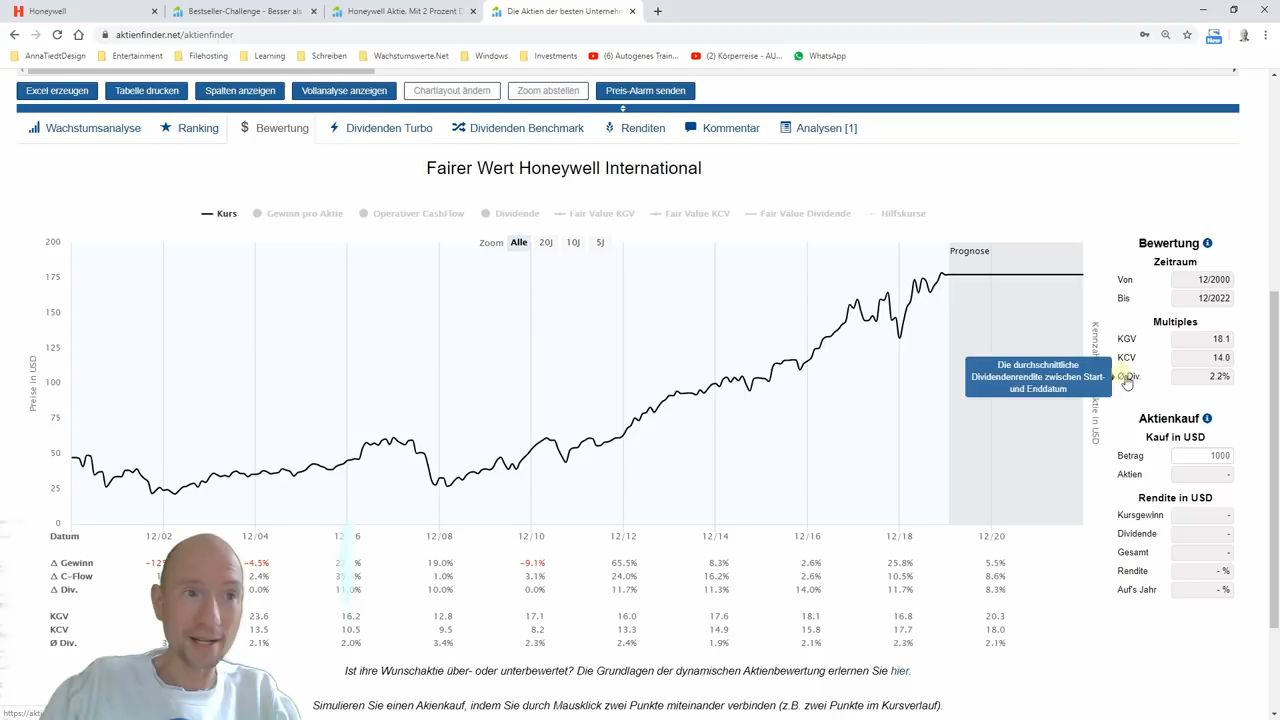 Honeywell
Bestseller-Challenge - Besser als
Honeywell Aktie. Mit 2 Prozent D
Die Aktien der besten Unternehm
aktienfinder.net/aktienfinder
New
AnnaTiedtDesign
Entertainment
Filehosting
Learning
Schreiben
Wachstumswerte.Net
Windows
Investments
(6) Autogenes Train...
(2) Körperreise - AU...
WhatsApp
Excel erzeugen
Tabelle drucken
Spalten anzeigen
Vollanalyse anzeigen
Chartlayout ändern
Zoom abstellen
Preis-Alarm senden
Wachstumsanalyse
Ranking
$ Bewertung
Dividenden Turbo
Dividenden Benchmark
Renditen
Kommentar
Analysen [1]
Fairer Wert Honeywell International
Kurs
Gewinn pro Aktie
Operativer CashFlow
Dividende
Fair Value KGV
Fair Value KCV
Fair Value Dividende
Hilfskurse
Zoom Alle 20J 10J 5J
Prognose
200
175
150
125
100
75
50
25
0
Preise in USD
Bewertung
Zeitraum
Von 12/2000
Bis 12/2022
Multiples
KGV 18.1
KCV 14.0
Div. 2.2%
Die durchschnittliche
Dividendenrendite zwischen Start-
und Enddatum
Aktienkauf
Kauf in USD
Betrag 1000
Aktien -
Rendite in USD
Kursgewinn -
Dividende -
Gesamt -
Rendite - %
Auf's Jahr - %
Datum 12/02 12/04 12/08 12/10 12/12 12/14 12/16 12/18 12/20
Δ Gewinn -4.5% 19.0% -9.1% 65.5% 8.3% 2.6% 25.8% 5.5%
Δ C-Flow 2.4% 1.0% 3.1% 24.0% 16.2% 2.6% 10.5% 8.6%
Δ Div. 0.0% 11.0% 10.0% 0.0% 11.7% 11.3% 14.0% 11.7% 8.3%
KGV 23.6 16.2 12.8 17.1 16.0 17.6 18.1 16.8 20.3
KCV 13.5 10.5 9.5 8.2 13.3 14.9 15.8 17.7 18.0
Ø Div. 2.1% 2.0% 3.4% 2.3% 2.4% 1.9% 2.1% 2.3% 2.1%
Ist ihre Wunschaktie über- oder unterbewertet? Die Grundlagen der dynamischen Aktienbewertung erlernen Sie hier.
Simulieren Sie einen Akienkauf, indem Sie durch Mausklick zwei Punkte miteinander verbinden (z.B. zwei Punkte im Kursverlauf).